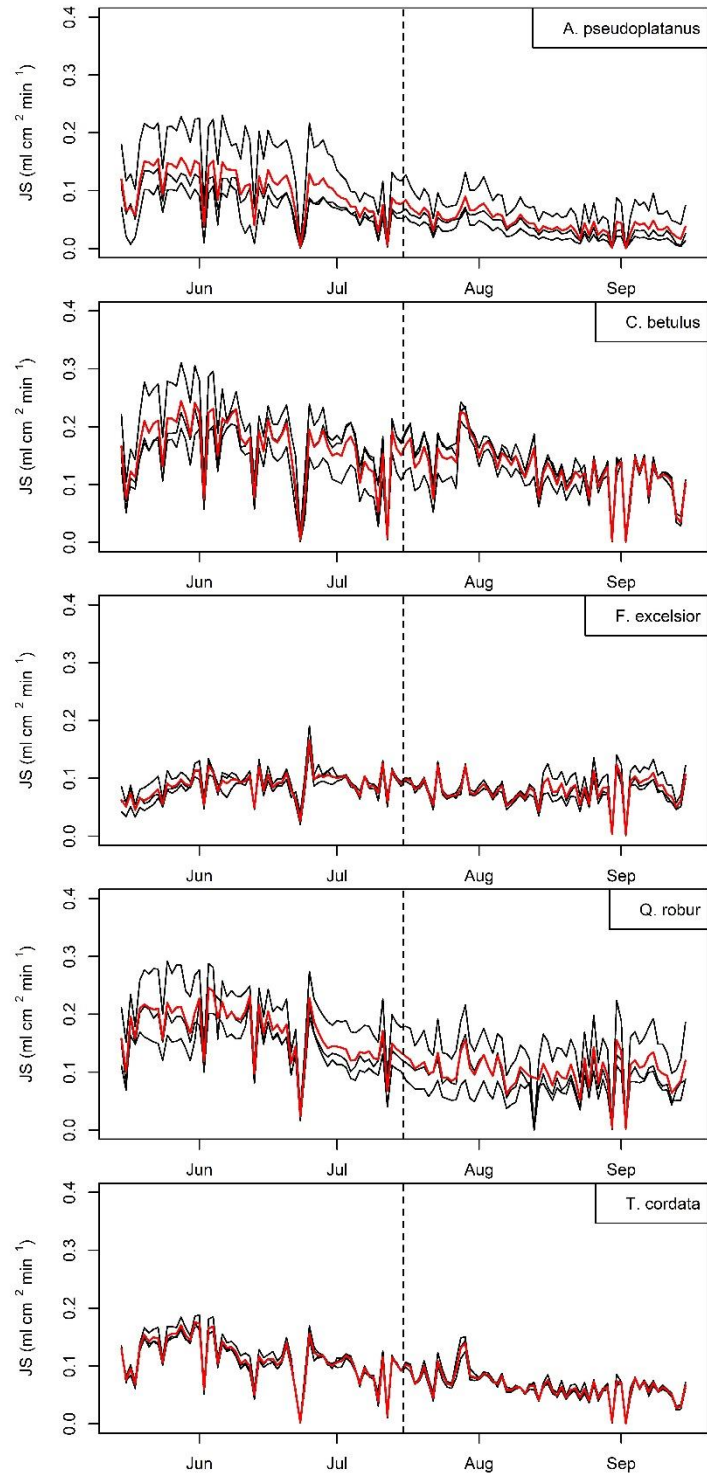 A. pseudoplatanus
JS (ml cm ² min ¹)
0.4
0.3
0.2
0.1
0.0
Jun Jul Aug Sep
C. betulus
JS (ml cm ² min ¹)
0.4
0.3
0.2
0.1
0.0
Jun Jul Aug Sep
F. excelsior
JS (ml cm ² min ¹)
0.4
0.3
0.2
0.1
0.0
Jun Jul Aug Sep
Q. robur
JS (ml cm ² min ¹)
0.4
0.3
0.2
0.1
0.0
Jun Jul Aug Sep
T. cordata
JS (ml cm ² min ¹)
0.4
0.3
0.2
0.1
0.0
Jun Jul Aug Sep